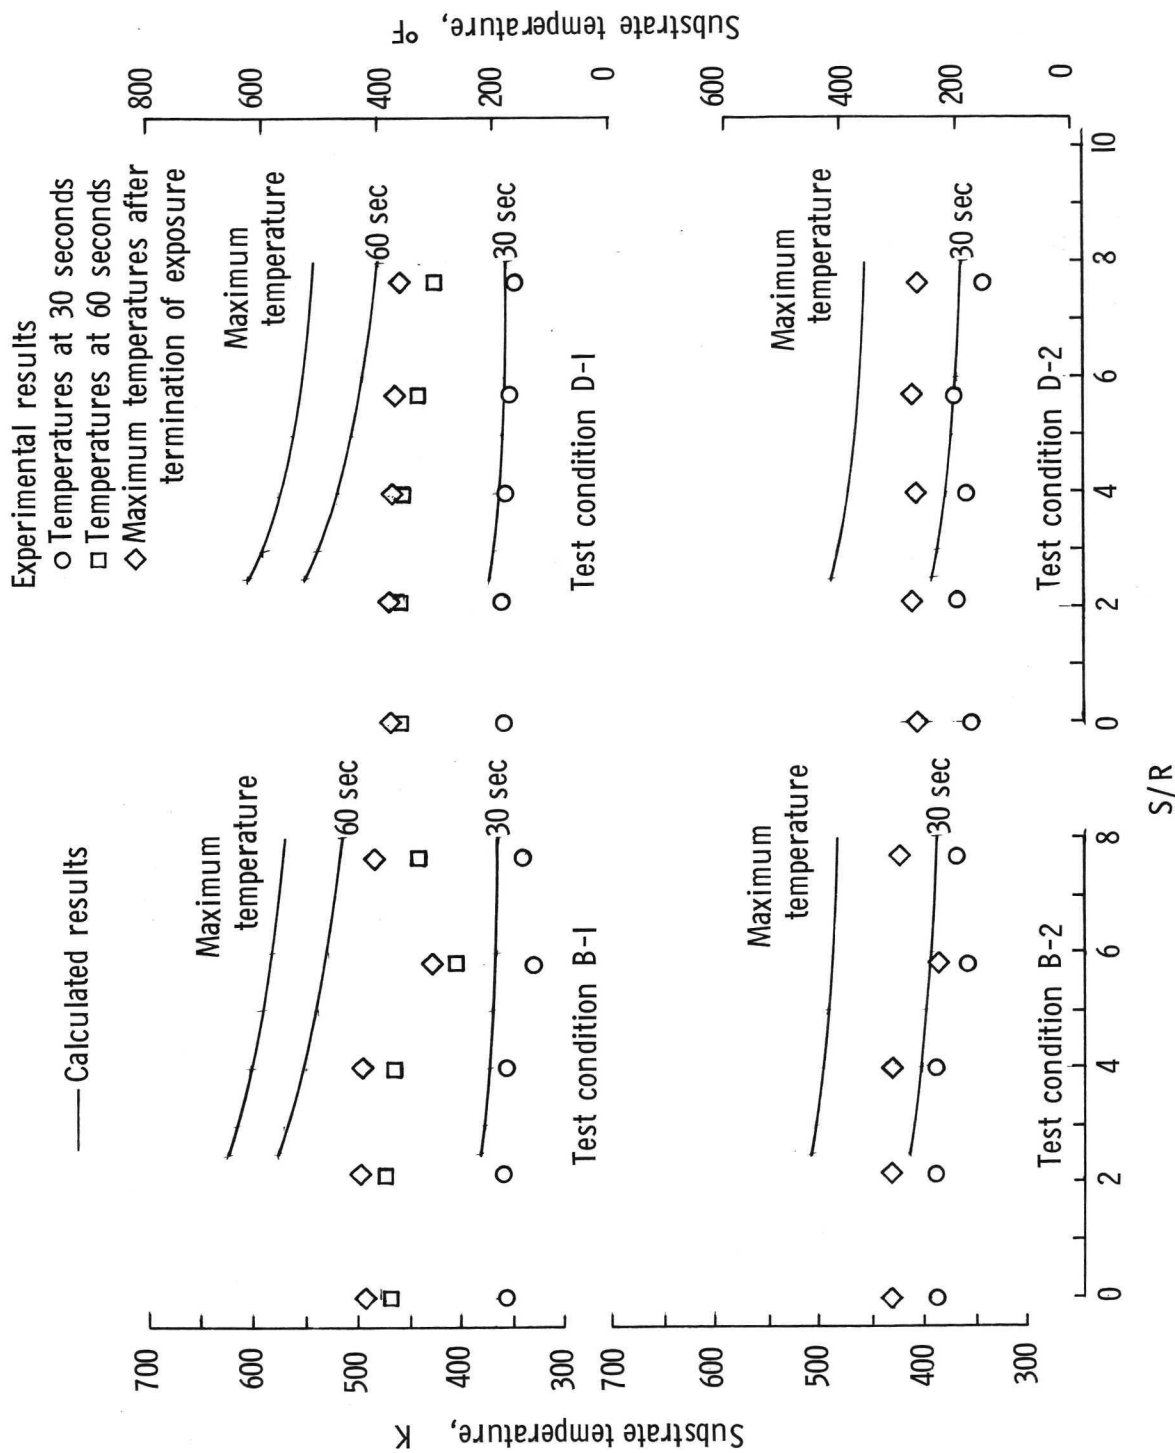 Experimental results
O Temperatures at 30 seconds
□ Temperatures at 60 seconds
◇ Maximum temperatures after
termination of exposure
— Calculated results
Substrate temperature, K
700
600
500
400
300
Maximum
temperature
60 sec
30 sec
Test condition B-1
Maximum
temperature
60 sec
30 sec
Test condition D-1
800
600
400
200
0
Substrate temperature, °F
700
600
500
400
300
Maximum
temperature
30 sec
Test condition B-2
Maximum
temperature
30 sec
Test condition D-2
600
400
200
0
0 2 4 6 8
0 2 4 6 8 10
S/R